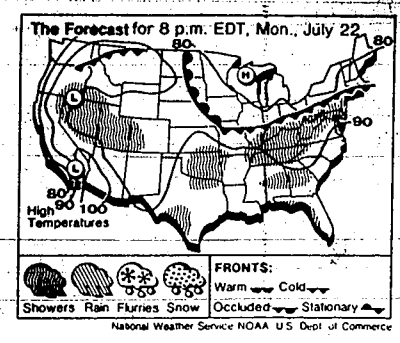 The Forecast for 8 p.m. EDT, Mon., July 22
80
80
H
L
90
L
80
90
100
High
Temperatures
Showers Rain Flurries Snow
FRONTS:
Warm Cold
Occluded Stationary
National Weather Service NOAA U S Dept of Commerce